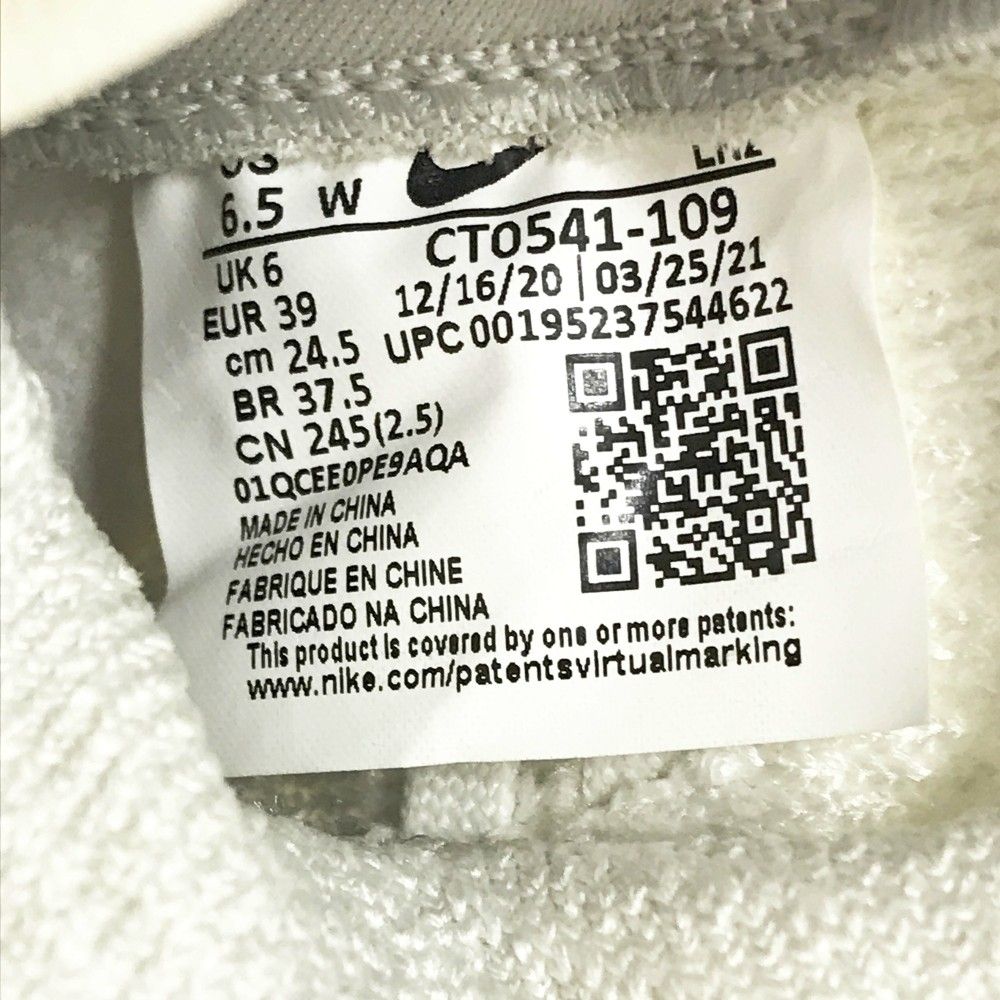 US
6.5 W
CT0541-109
UK 6
12/16/20 | 03/25/21
EUR 39
UPC 00195237544622
cm 24.5
BR 37.5
CN 245(2.5)
01QCEE0PE9AQA
MADE IN CHINA
HECHO EN CHINA
FABRIQUE EN CHINE
FABRICADO NA CHINA
This product is covered by one or more patents:
www.nike.com/patentsvirtualmarking